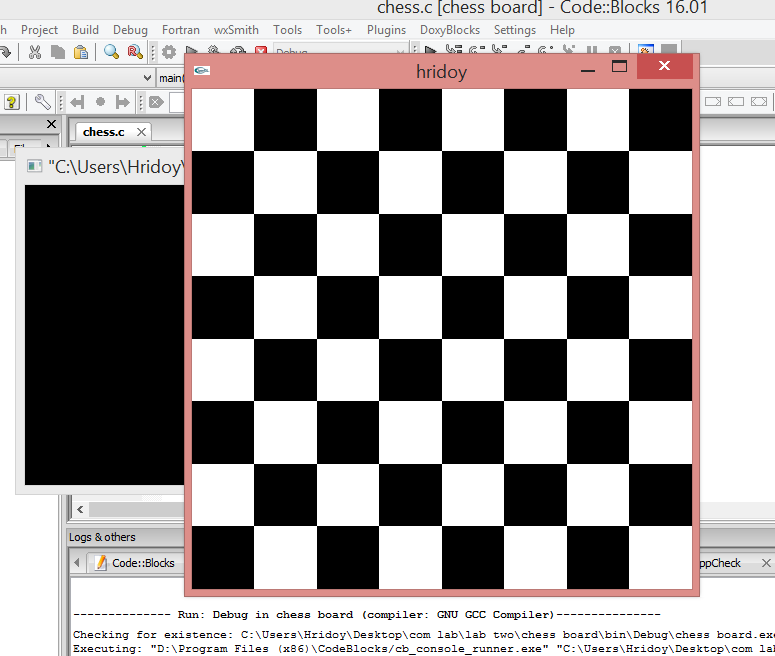 chess.c [chess board] - Code::Blocks 16.01
h Project Build Debug Fortran wxSmith Tools Tools+ Plugins DoxyBlocks Settings Help
Debug
main(
hridoy
chess.c
"C:\Users\Hridoy\
Logs & others
Code::Blocks
ppCheck
-------------- Run: Debug in chess board (compiler: GNU GCC Compiler)---------------
Checking for existence: C:\Users\Hridoy\Desktop\com lab\lab two\chess board\bin\Debug\chess board.exe
Executing: "D:\Program Files (x86)\CodeBlocks/cb_console_runner.exe" "C:\Users\Hridoy\Desktop\com la